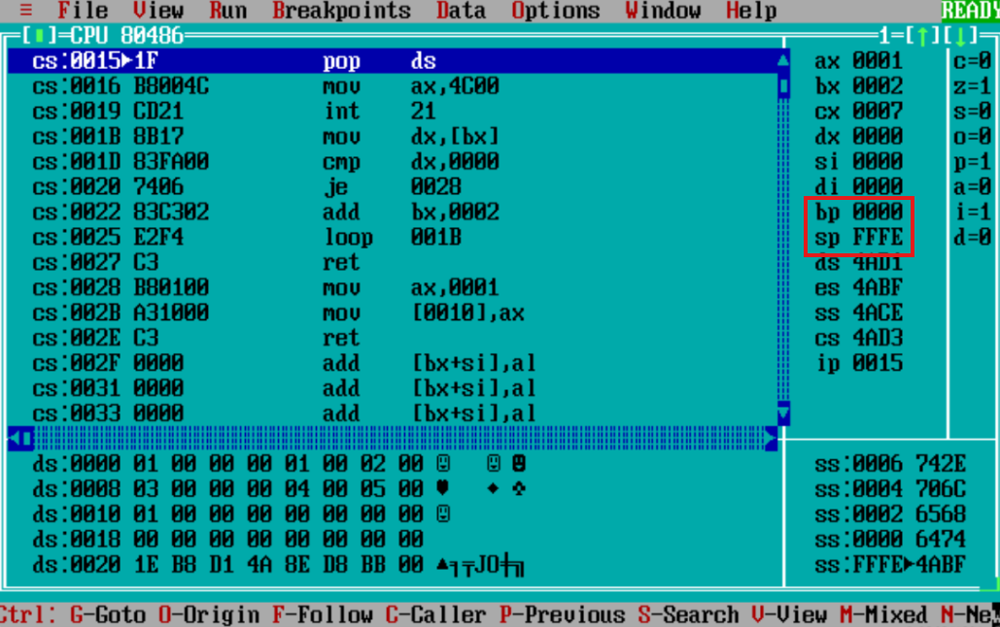 ≡ File View Run Breakpoints Data Options Window Help READY
[▮]=CPU 80486 1=[↑][↓]
cs:0015▶1F pop ds ax 0001 c=0
cs:0016 B8004C mov ax,4C00 bx 0002 z=1
cs:0019 CD21 int 21 cx 0007 s=0
cs:001B 8B17 mov dx,[bx] dx 0000 o=0
cs:001D 83FA00 cmp dx,0000 si 0000 p=1
cs:0020 7406 je 0028 di 0000 a=0
cs:0022 83C302 add bx,0002 bp 0000 i=1
cs:0025 E2F4 loop 001B sp FFFE d=0
cs:0027 C3 ret ds 4AD1
cs:0028 B80100 mov ax,0001 es 4ABF
cs:002B A31000 mov [0010],ax ss 4ACE
cs:002E C3 ret cs 4AD3
cs:002F 0000 add [bx+si],al ip 0015
cs:0031 0000 add [bx+si],al
cs:0033 0000 add [bx+si],al
ds:0000 01 00 00 00 01 00 02 00 ☺ ☺ ☻ ss:0006 742E
ds:0008 03 00 00 00 04 00 05 00 ♥ ♦ ♣ ss:0004 706C
ds:0010 01 00 00 00 00 00 00 00 ☺ ss:0002 6568
ds:0018 00 00 00 00 00 00 00 00 ss:0000 6474
ds:0020 1E B8 D1 4A 8E D8 BB 00 ▲╕╤JÄ╪╗ ss:FFFE▶4ABF
Ctrl: G-Goto O-Origin F-Follow C-Caller P-Previous S-Search V-View M-Mixed N-New